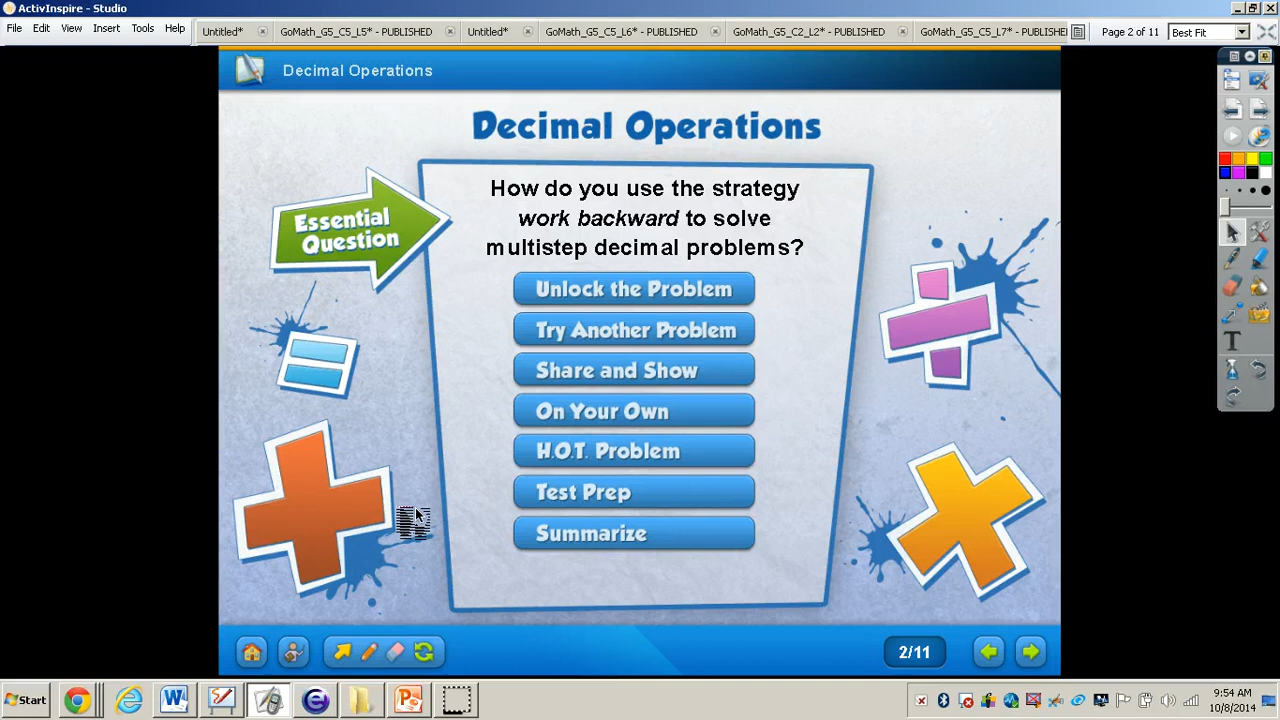 ActivInspire - Studio
File Edit View Insert Tools Help
Untitled* GoMath_G5_C5_L5* - PUBLISHED Untitled* GoMath_G5_C5_L6* - PUBLISHED GoMath_G5_C2_L2* - PUBLISHED GoMath_G5_C5_L7* - PUBLISHE Page 2 of 11 Best Fit
Decimal Operations
Decimal Operations
Essential
Question
How do you use the strategy
work backward to solve
multistep decimal problems?
Unlock the Problem
Try Another Problem
Share and Show
On Your Own
H.O.T. Problem
Test Prep
Summarize
T
2/11
Start
9:54 AM
10/8/2014